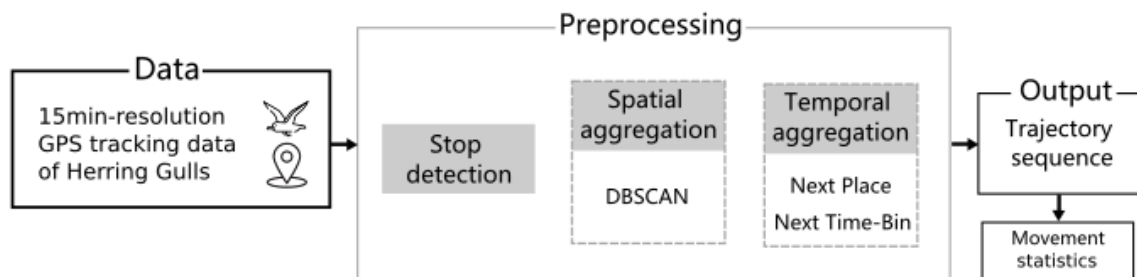 Preprocessing
Data
15min-resolution
GPS tracking data
of Herring Gulls
Stop
detection
Spatial
aggregation
DBSCAN
Temporal
aggregation
Next Place
Next Time-Bin
Output
Trajectory
sequence
Movement
statistics